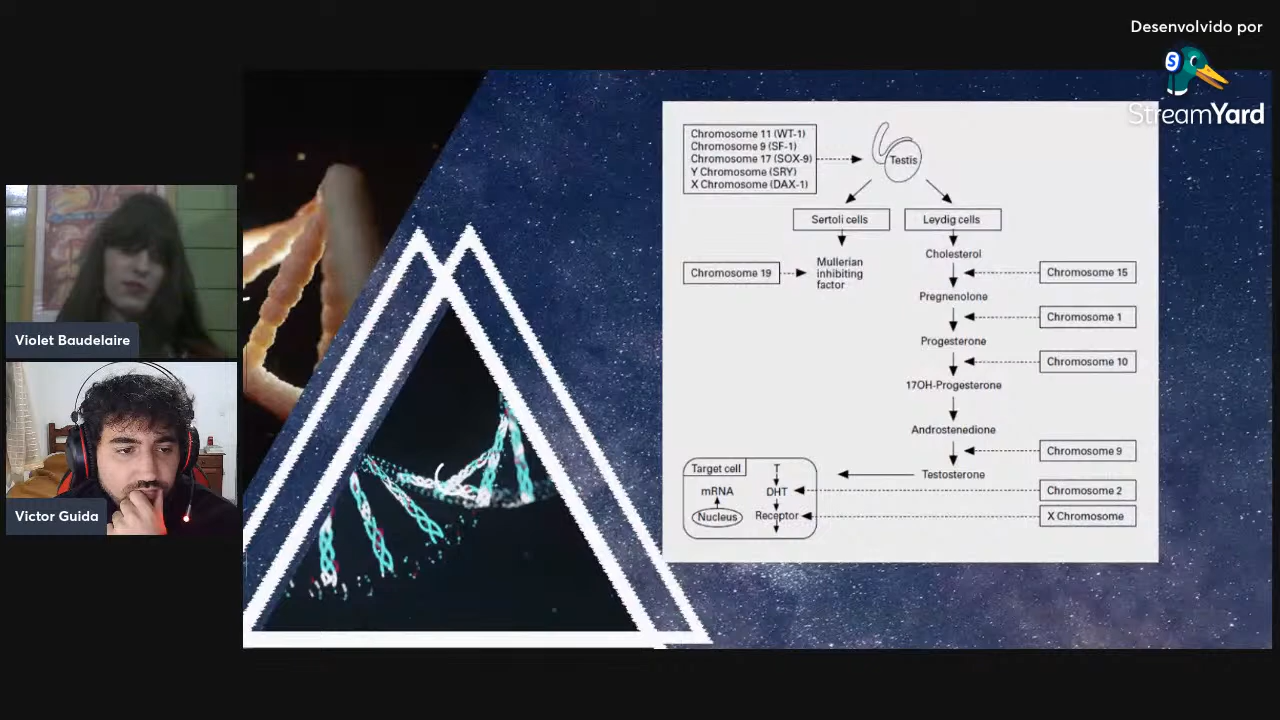 Desenvolvido por
S
StreamYard
Violet Baudelaire
Victor Guida
Chromosome 11 (WT-1)
Chromosome 9 (SF-1)
Chromosome 17 (SOX-9)
Y Chromosome (SRY)
X Chromosome (DAX-1)
Testis
Sertoli cells
Leydig cells
Chromosome 19
Mullerian
inhibiting
factor
Cholesterol
Chromosome 15
Pregnenolone
Chromosome 1
Progesterone
Chromosome 10
17OH-Progesterone
Androstenedione
Chromosome 9
Testosterone
Target cell
T
mRNA
DHT
Chromosome 2
Nucleus
Receptor
X Chromosome